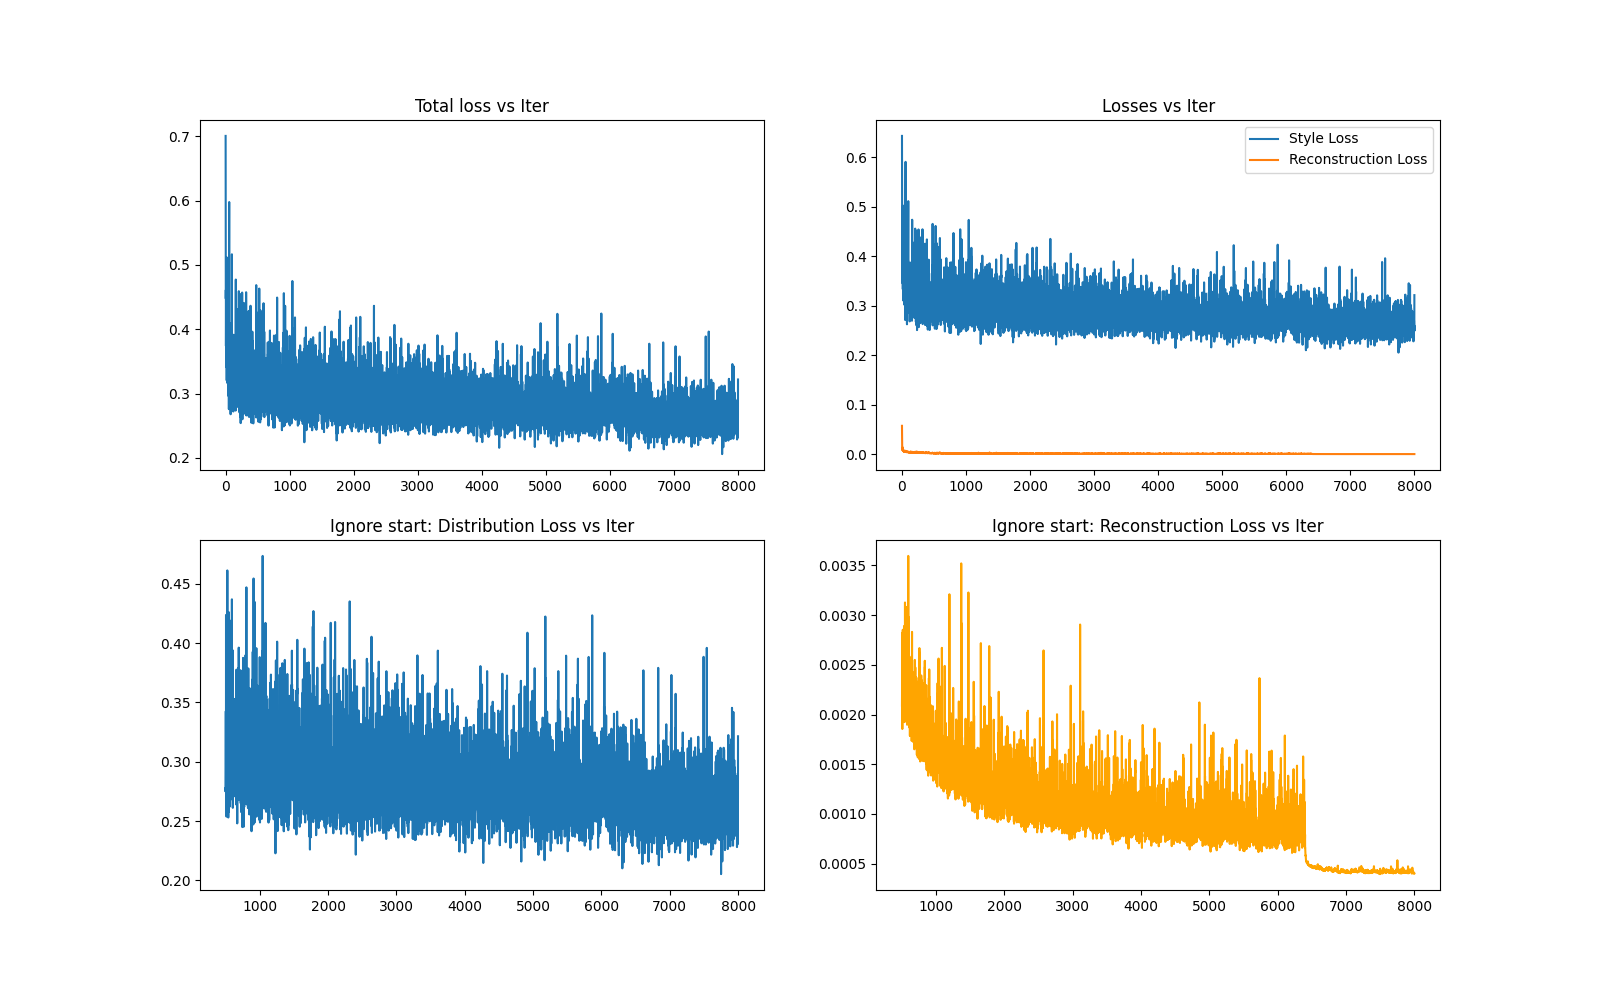 Total loss vs Iter
0.7
0.6
0.5
0.4
0.3
0.2
0 1000 2000 3000 4000 5000 6000 7000 8000
Losses vs Iter
Style Loss
Reconstruction Loss
0.6
0.5
0.4
0.3
0.2
0.1
0.0
0 1000 2000 3000 4000 5000 6000 7000 8000
Ignore start: Distribution Loss vs Iter
0.45
0.40
0.35
0.30
0.25
0.20
1000 2000 3000 4000 5000 6000 7000 8000
Ignore start: Reconstruction Loss vs Iter
0.0035
0.0030
0.0025
0.0020
0.0015
0.0010
0.0005
1000 2000 3000 4000 5000 6000 7000 8000